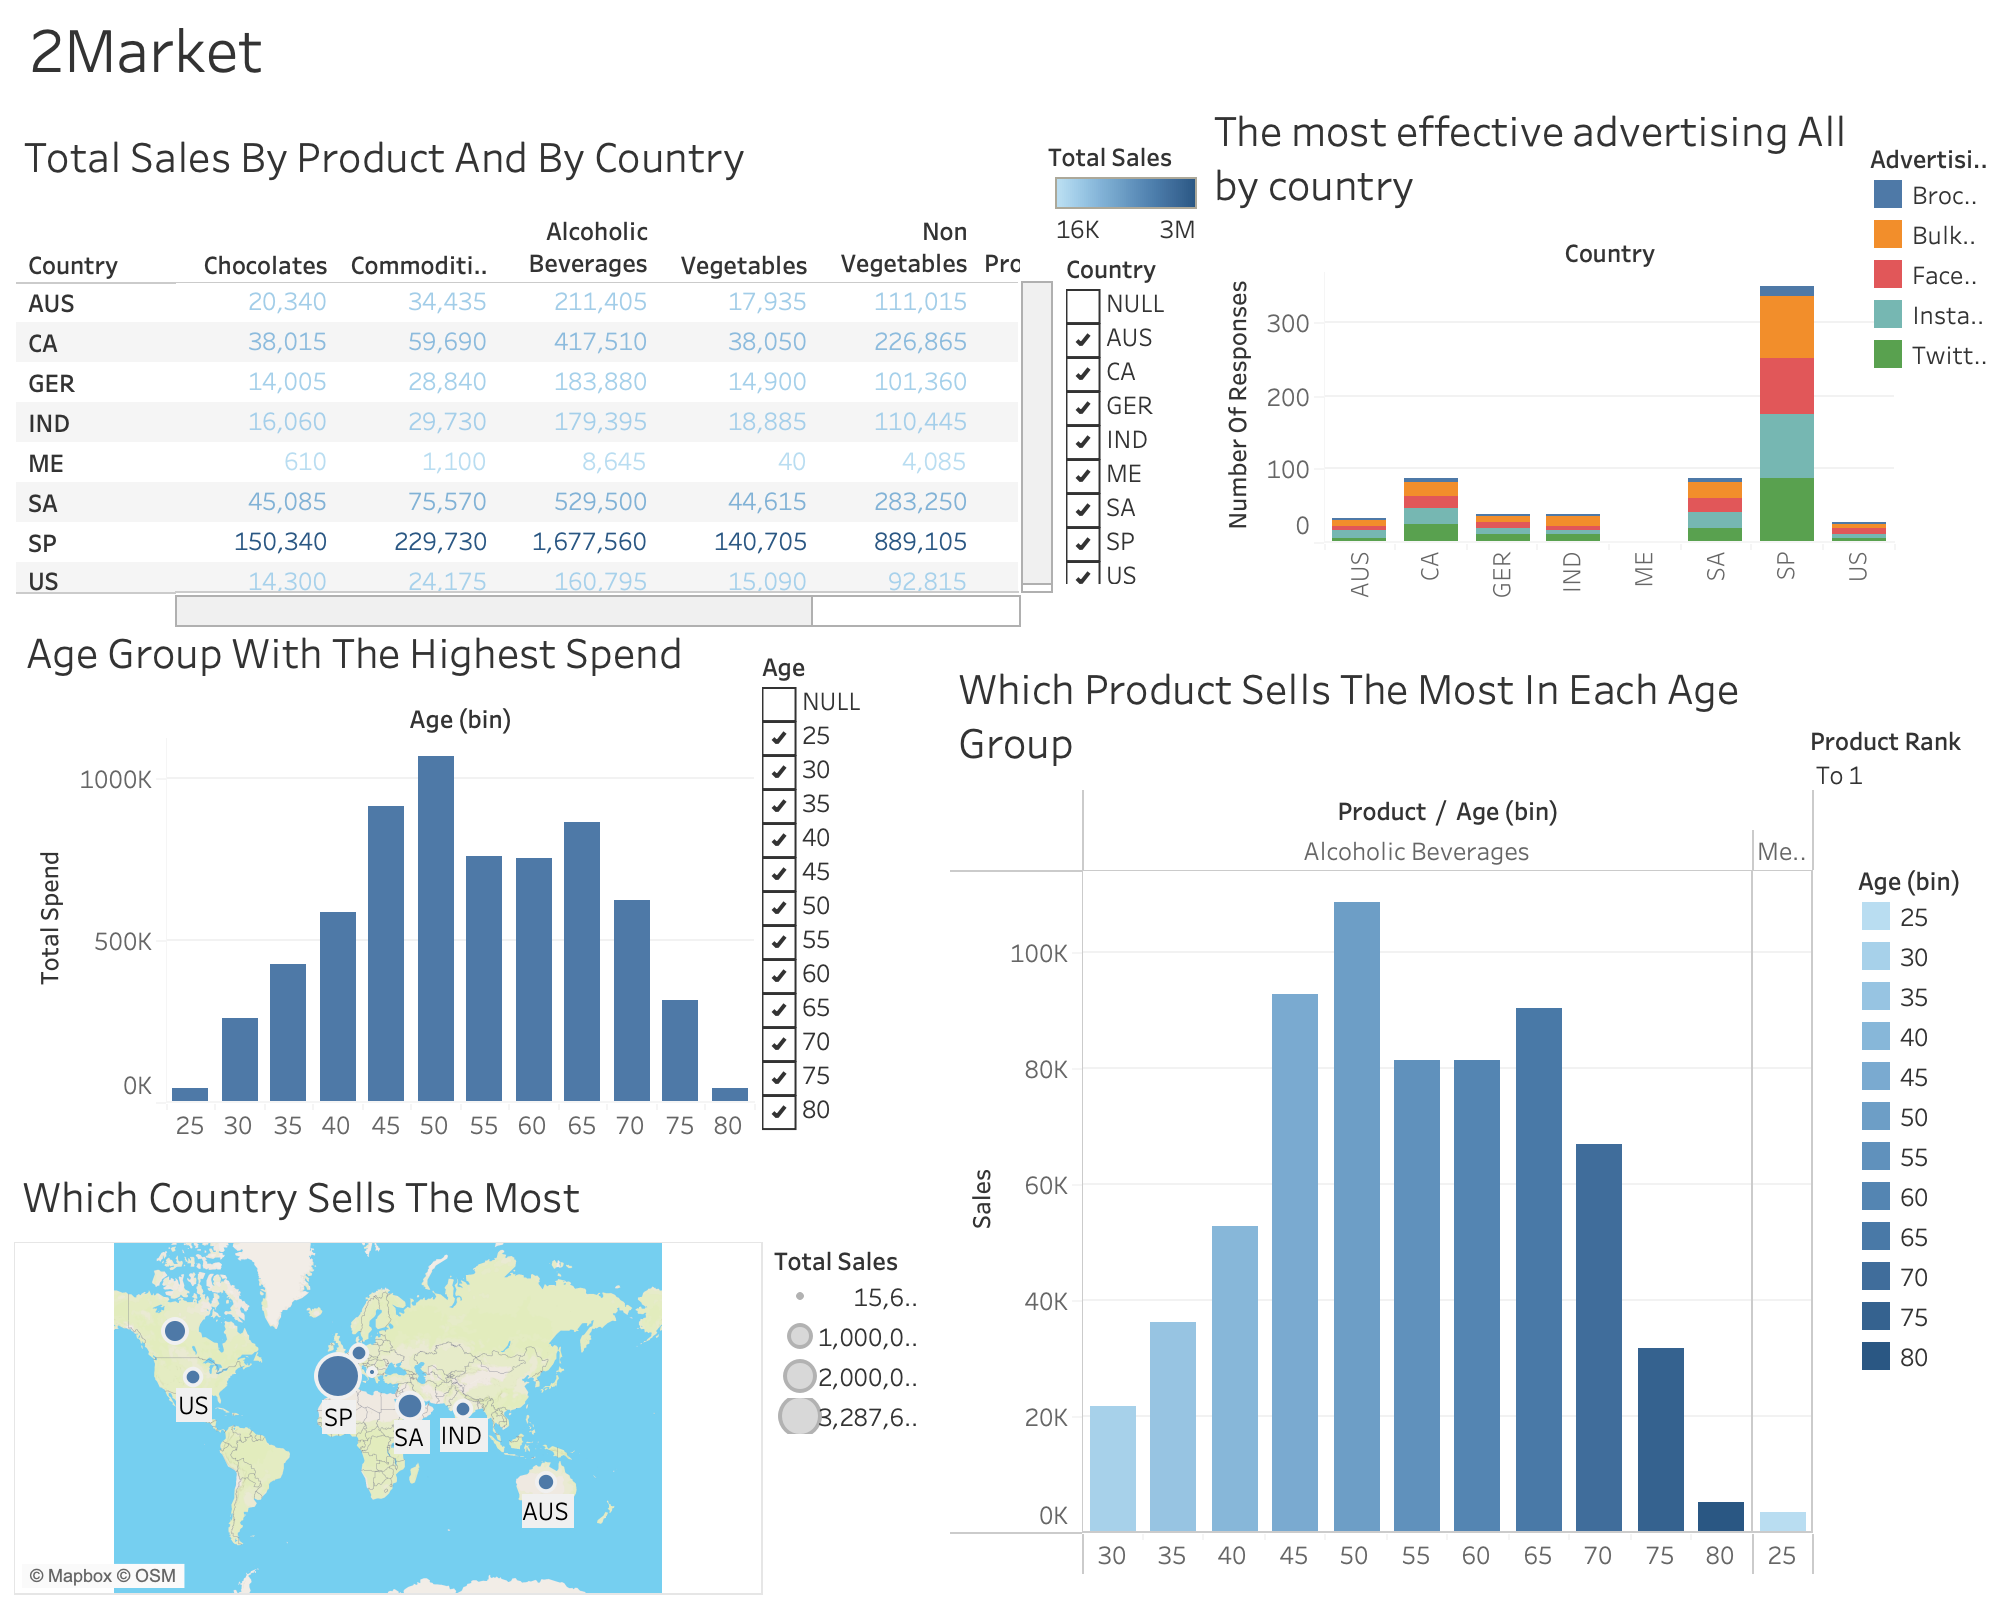 2Market
Total Sales By Product And By Country
Country Chocolates Commoditi.. Alcoholic Beverages Vegetables Non Vegetables Pro
AUS 20,340 34,435 211,405 17,935 111,015
CA 38,015 59,690 417,510 38,050 226,865
GER 14,005 28,840 183,880 14,900 101,360
IND 16,060 29,730 179,395 18,885 110,445
ME 610 1,100 8,645 40 4,085
SA 45,085 75,570 529,500 44,615 283,250
SP 150,340 229,730 1,677,560 140,705 889,105
US 14,300 24,175 160,795 15,090 92,815
Total Sales
16K 3M
Country
NULL
AUS
CA
GER
IND
ME
SA
SP
US
The most effective advertising All
by country
Country
Number Of Responses
300
200
100
0
AUS CA GER IND ME SA SP US
Advertisi..
Broc..
Bulk..
Face..
Insta..
Twitt..
Age Group With The Highest Spend
Age (bin)
Total Spend
1000K
500K
0K
25 30 35 40 45 50 55 60 65 70 75 80
Age
NULL
25
30
35
40
45
50
55
60
65
70
75
80
Which Product Sells The Most In Each Age
Group
Product Rank
To 1
Product / Age (bin)
Alcoholic Beverages Me..
Sales
100K
80K
60K
40K
20K
0K
30 35 40 45 50 55 60 65 70 75 80 25
Age (bin)
25
30
35
40
45
50
55
60
65
70
75
80
Which Country Sells The Most
US
SP
SA
IND
AUS
© Mapbox © OSM
Total Sales
15,6..
1,000,0..
2,000,0..
3,287,6..